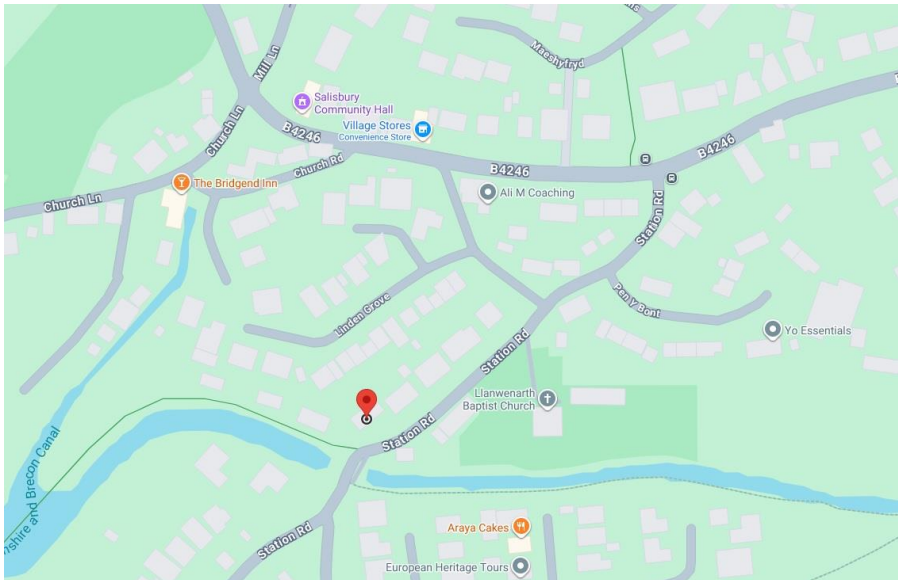 Maeshyfryd
ms
Mill Ln
Salisbury
Community Hall
Church Ln
B4246
Village Stores
Convenience Store
B4246
Church Rd
B4246
The Bridgend Inn
Ali M Coaching
Church Ln
Station Rd
Pen y Bont
Linden Grove
Yo Essentials
Station Rd
Llanwenarth
Baptist Church
Station Rd
nshire and Brecon Canal
Araya Cakes
Station Rd
European Heritage Tours